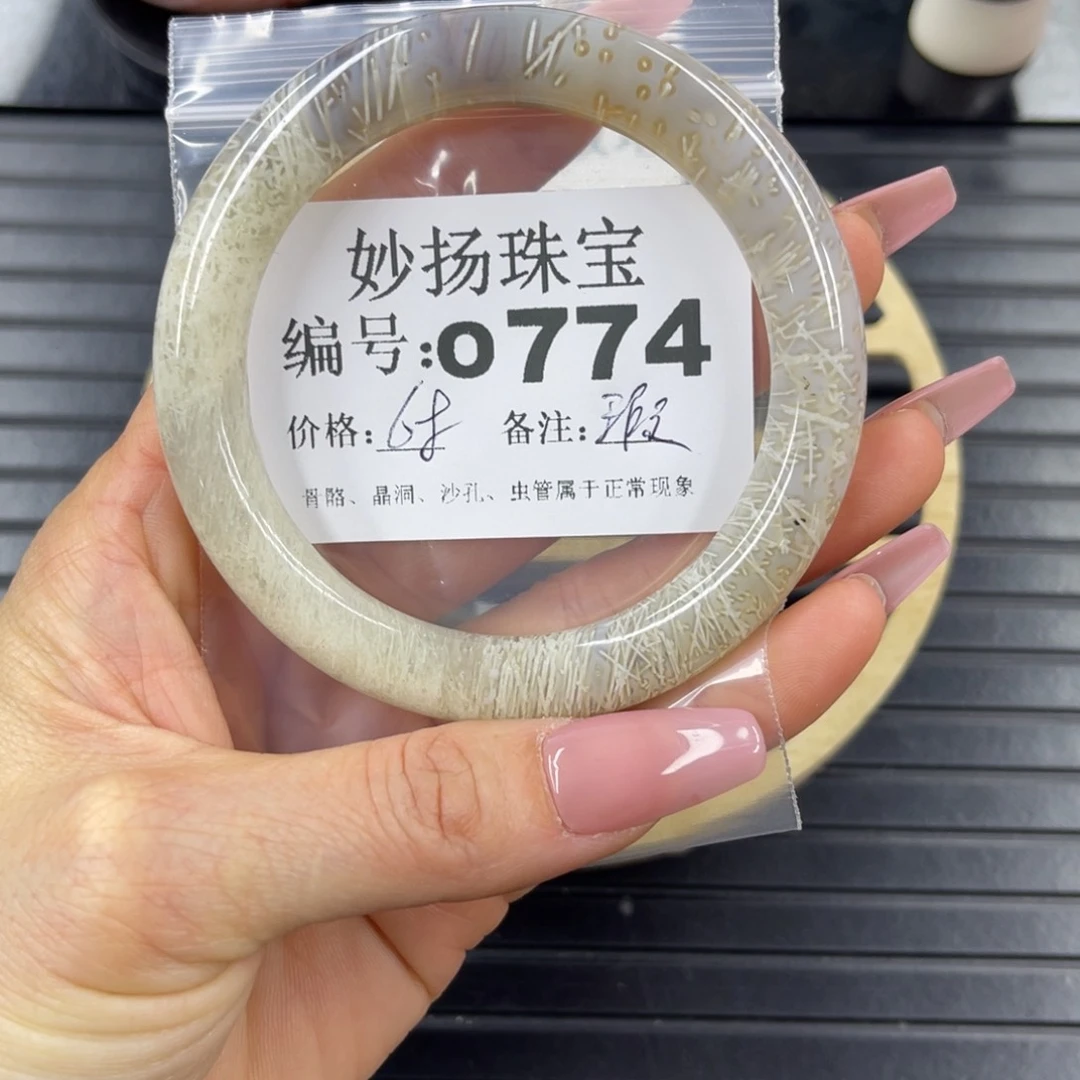 妙扬珠宝
编号:0774
价格: 备注:瑕
骨骼、晶洞、沙孔、虫管属于正常现象